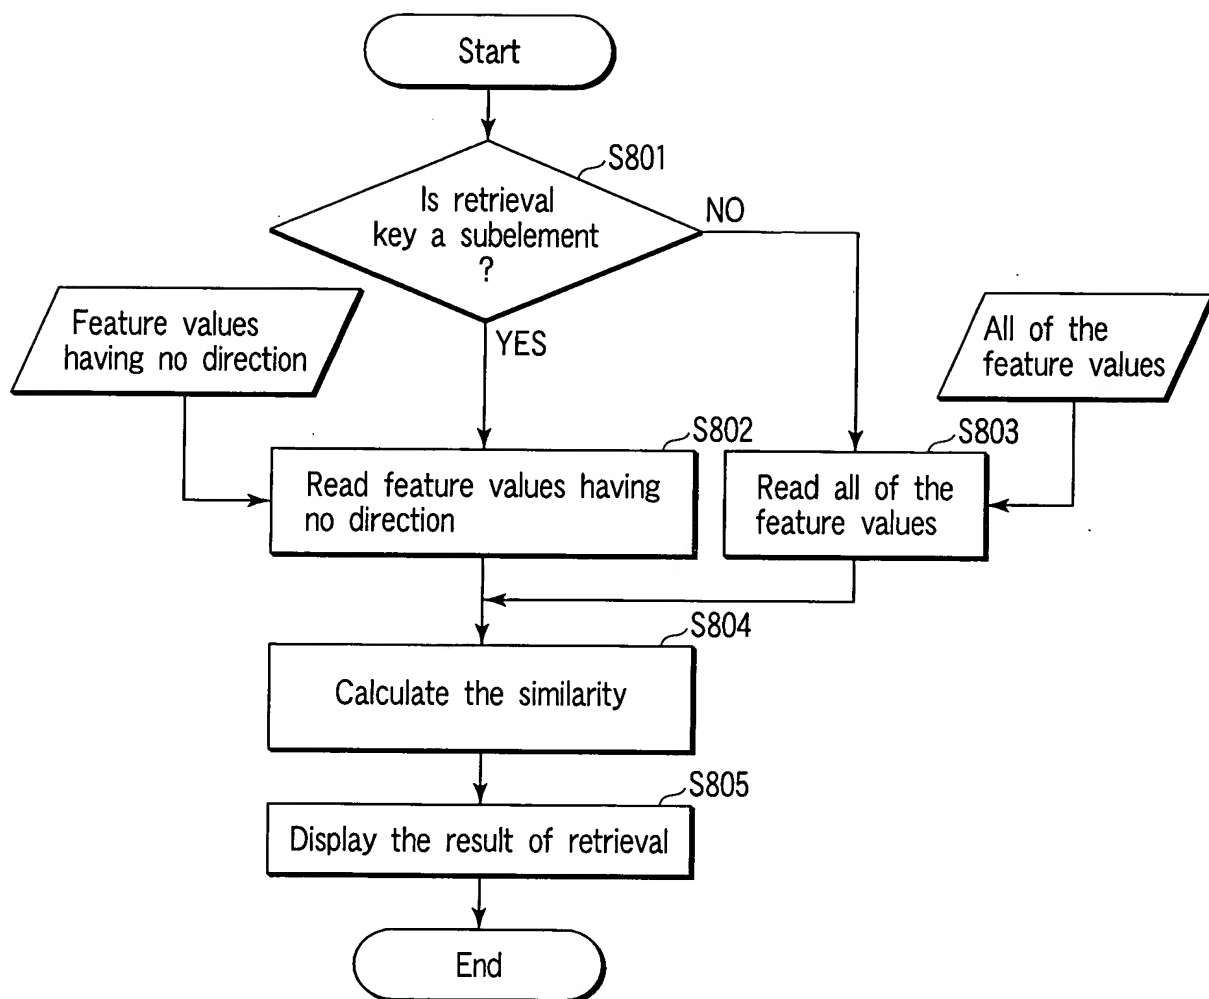 Start
S801
Is retrieval
key a subelement
?
NO
YES
Feature values
having no direction
All of the
feature values
S802
Read feature values having
no direction
S803
Read all of the
feature values
S804
Calculate the similarity
S805
Display the result of retrieval
End